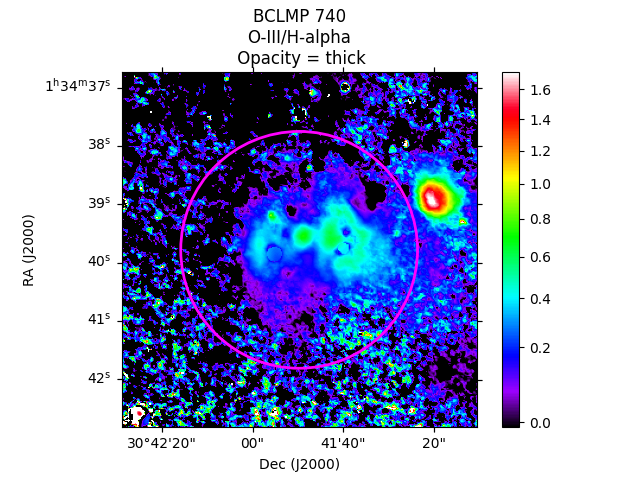 BCLMP 740
O-III/H-alpha
Opacity = thick
1ʰ34ᵐ37ˢ
38ˢ
39ˢ
40ˢ
41ˢ
42ˢ
RA (J2000)
30°42'20" 00" 41'40" 20"
Dec (J2000)
1.6
1.4
1.2
1.0
0.8
0.6
0.4
0.2
0.0